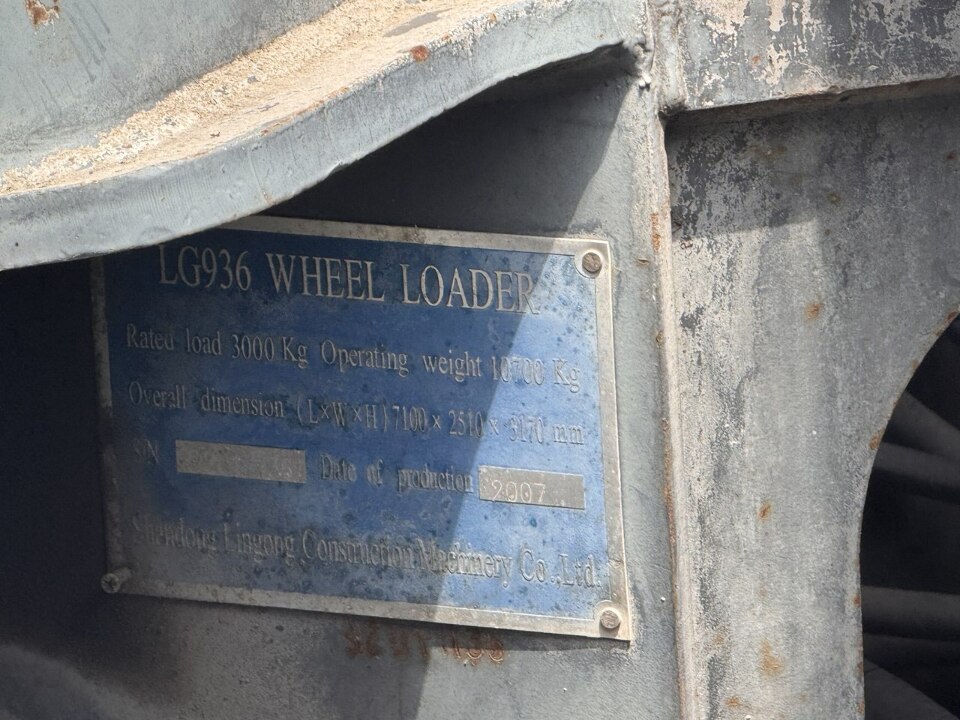 LG936 WHEEL LOADER
Rated load 3000 Kg Operating weight 10700 Kg
Overall dimension (L×W×H) 7100 × 2510 × 3170 mm
SN Date of production 2007
Shandong Lingong Construction Machinery Co.,Ltd.